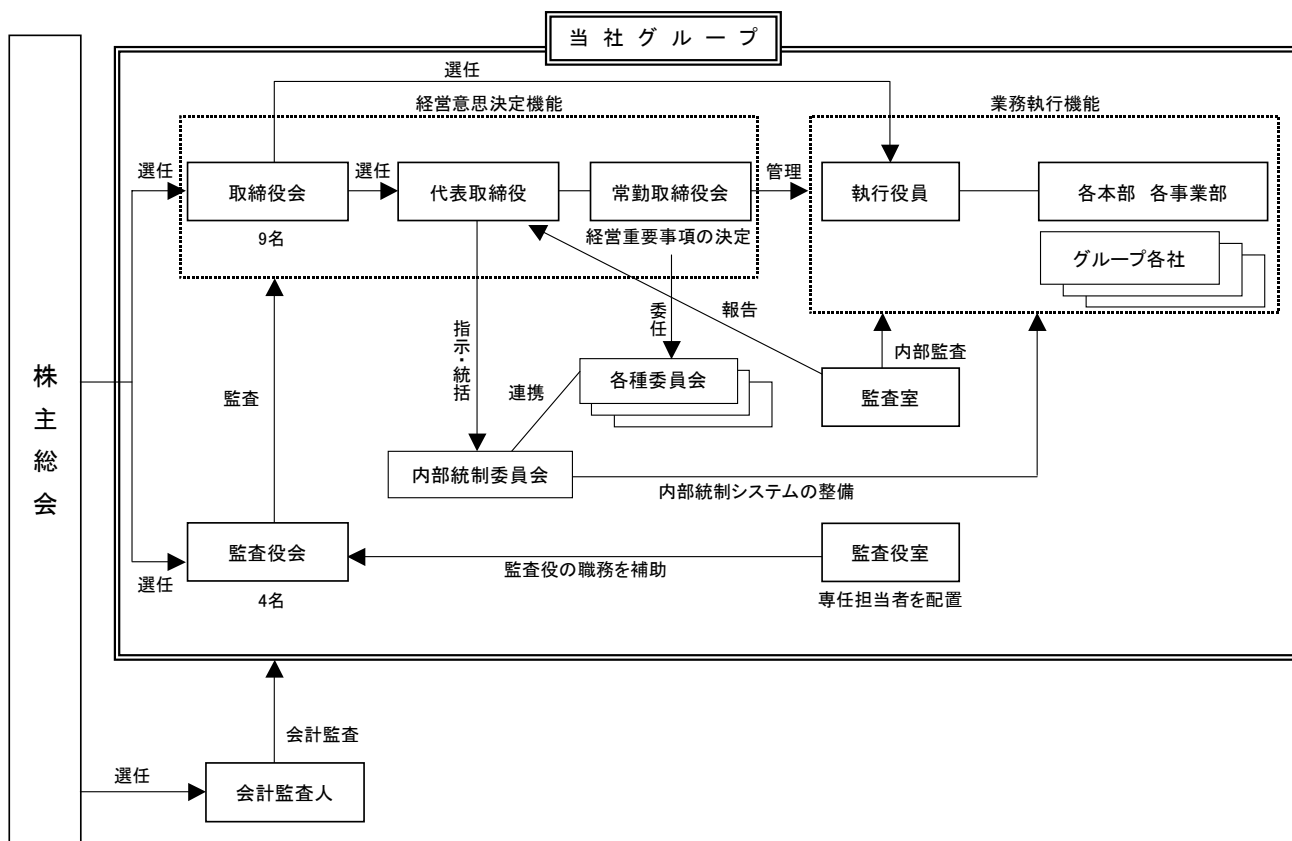 当社グループ
選任
経営意思決定機能
業務執行機能
選任
取締役会
選任
代表取締役
常勤取締役会
管理
執行役員
各本部 各事業部
9名
経営重要事項の決定
グループ各社
委任
報告
指示・統括
内部監査
株主総会
監査
連携
各種委員会
監査室
内部統制委員会
内部統制システムの整備
監査役会
監査役室
選任
監査役の職務を補助
4名
専任担当者を配置
会計監査
選任
会計監査人